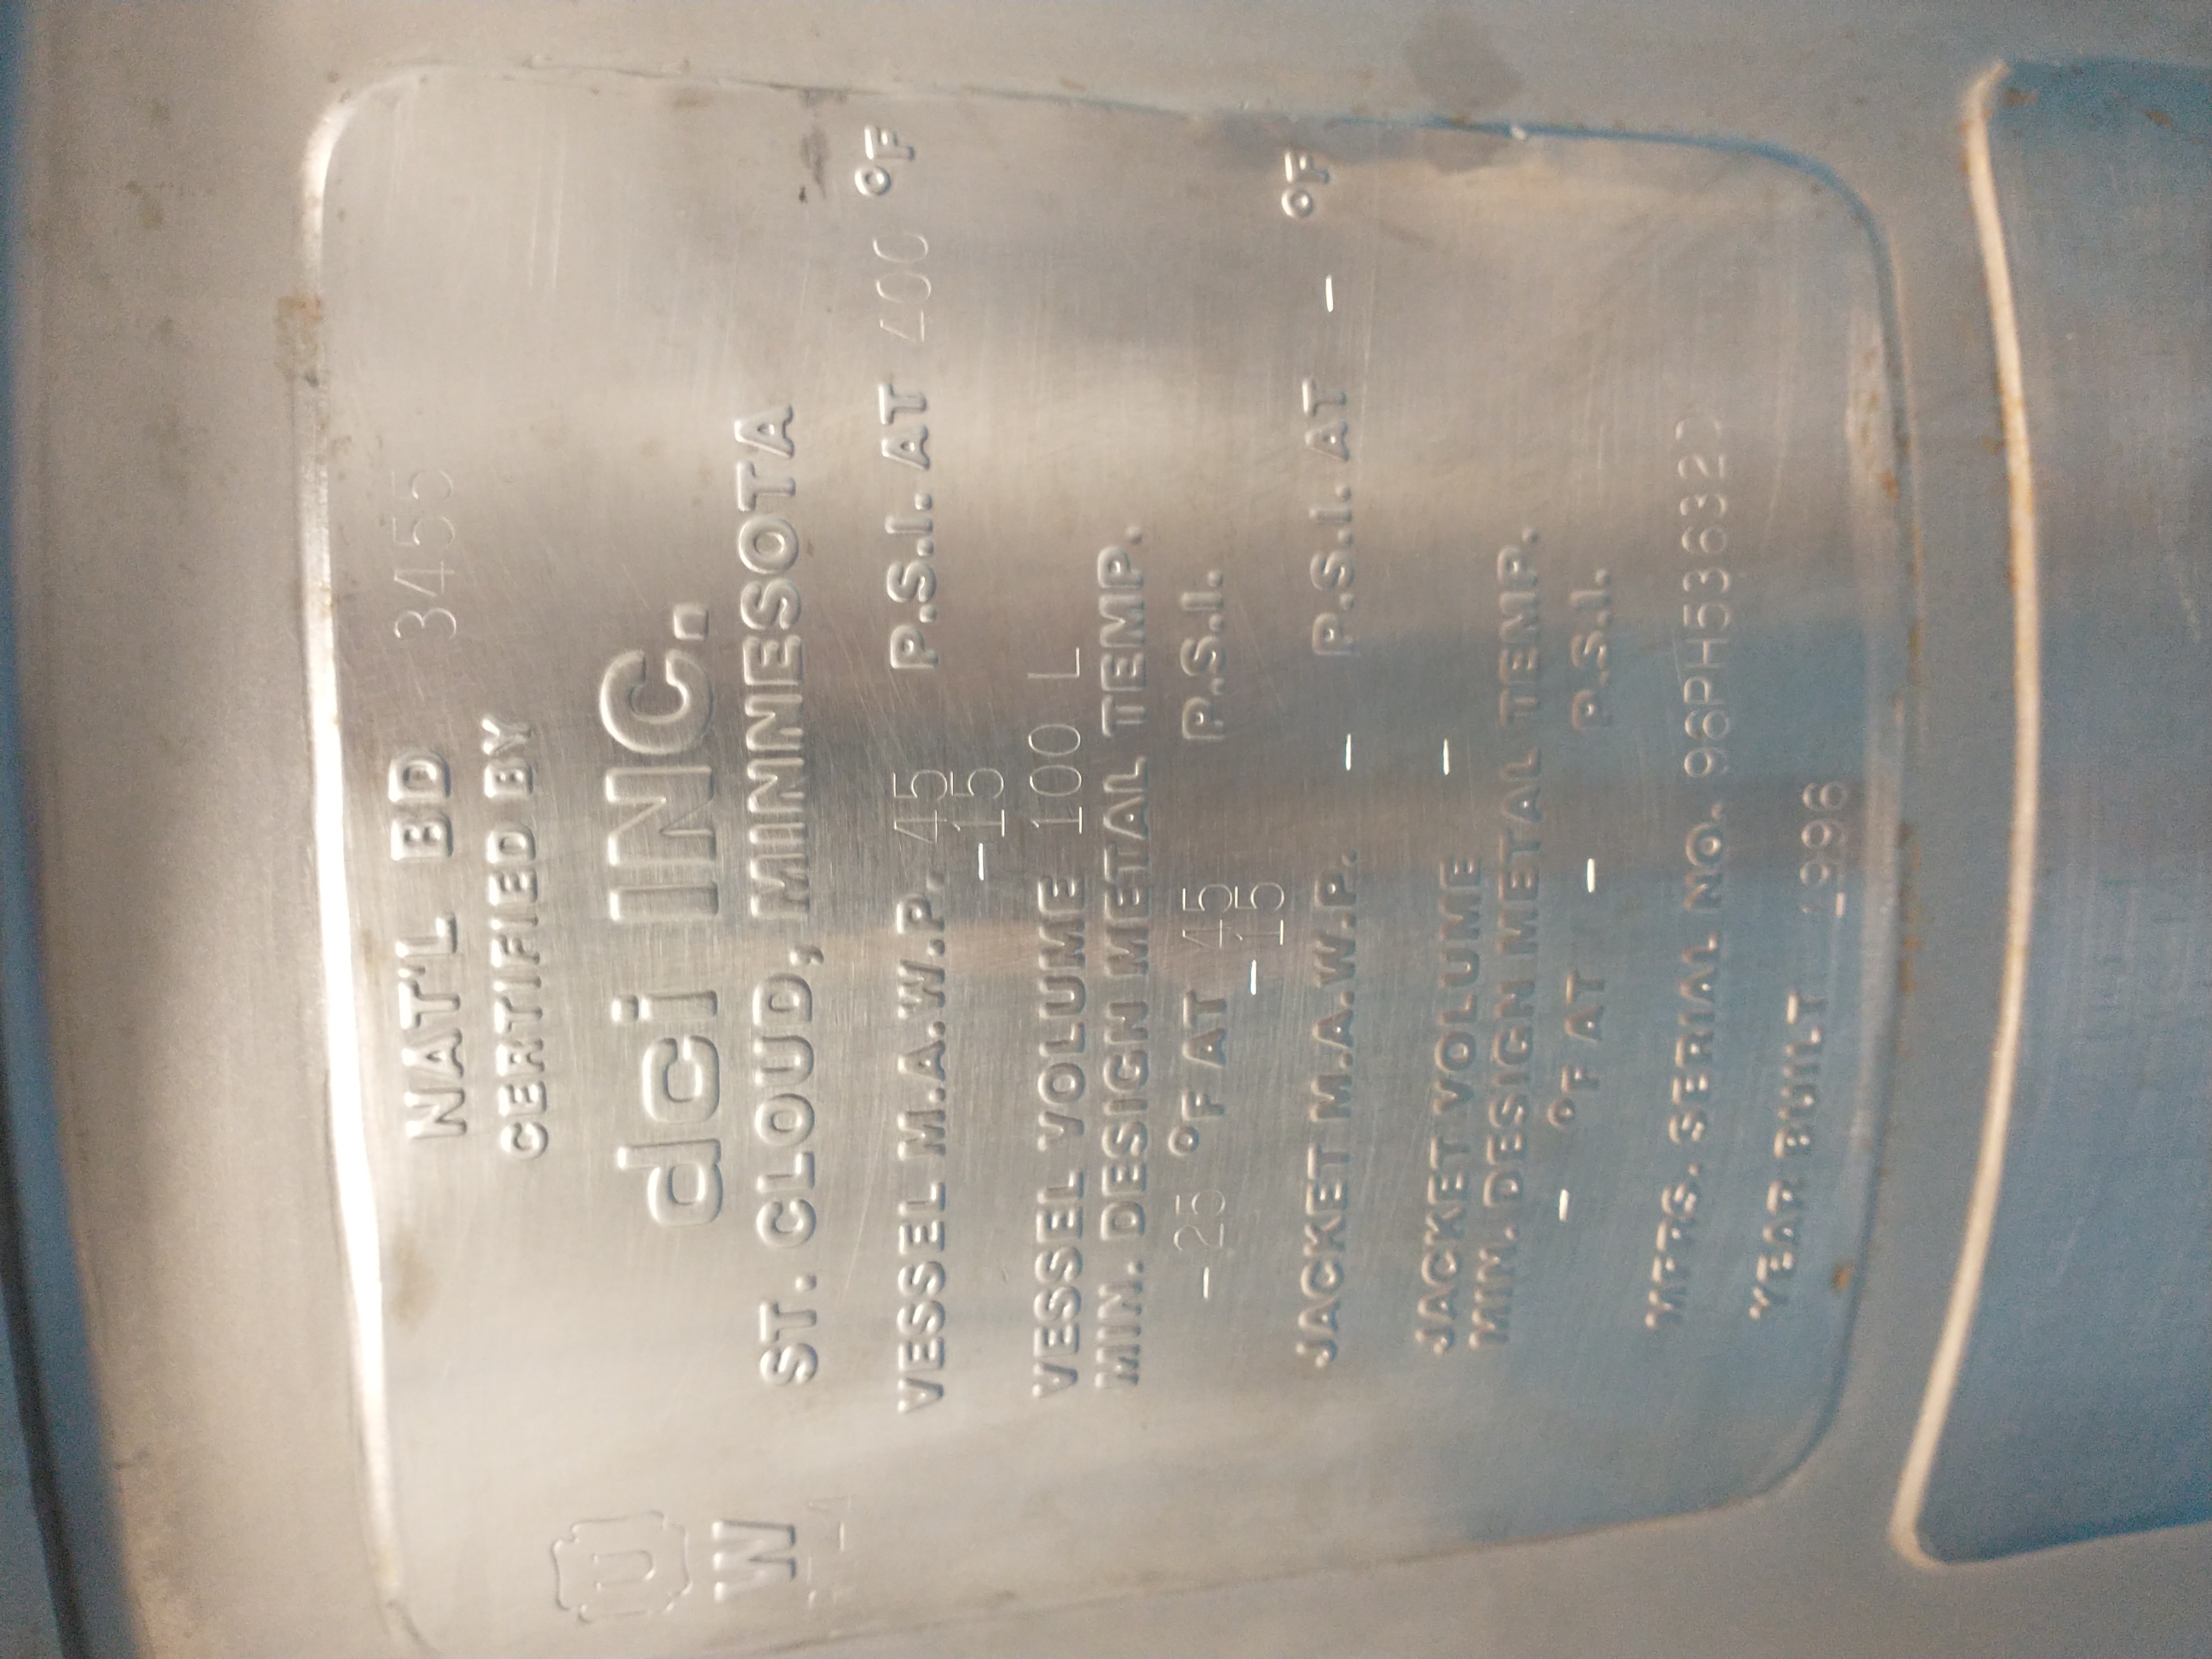 NAT'L BD 3455
CERTIFIED BY
U
W
dci INC.
ST. CLOUD, MINNESOTA
VESSEL M.A.W.P. 45 P.S.I. AT 400 °F
-15
VESSEL VOLUME 100 L
MIN. DESIGN METAL TEMP.
-25 °F AT 45 P.S.I.
-15
JACKET M.A.W.P. - P.S.I. AT - °F
JACKET VOLUME -
MIN. DESIGN METAL TEMP.
- °F AT - P.S.I.
MFRS. SERIAL NO.
YEAR BUILT 1996